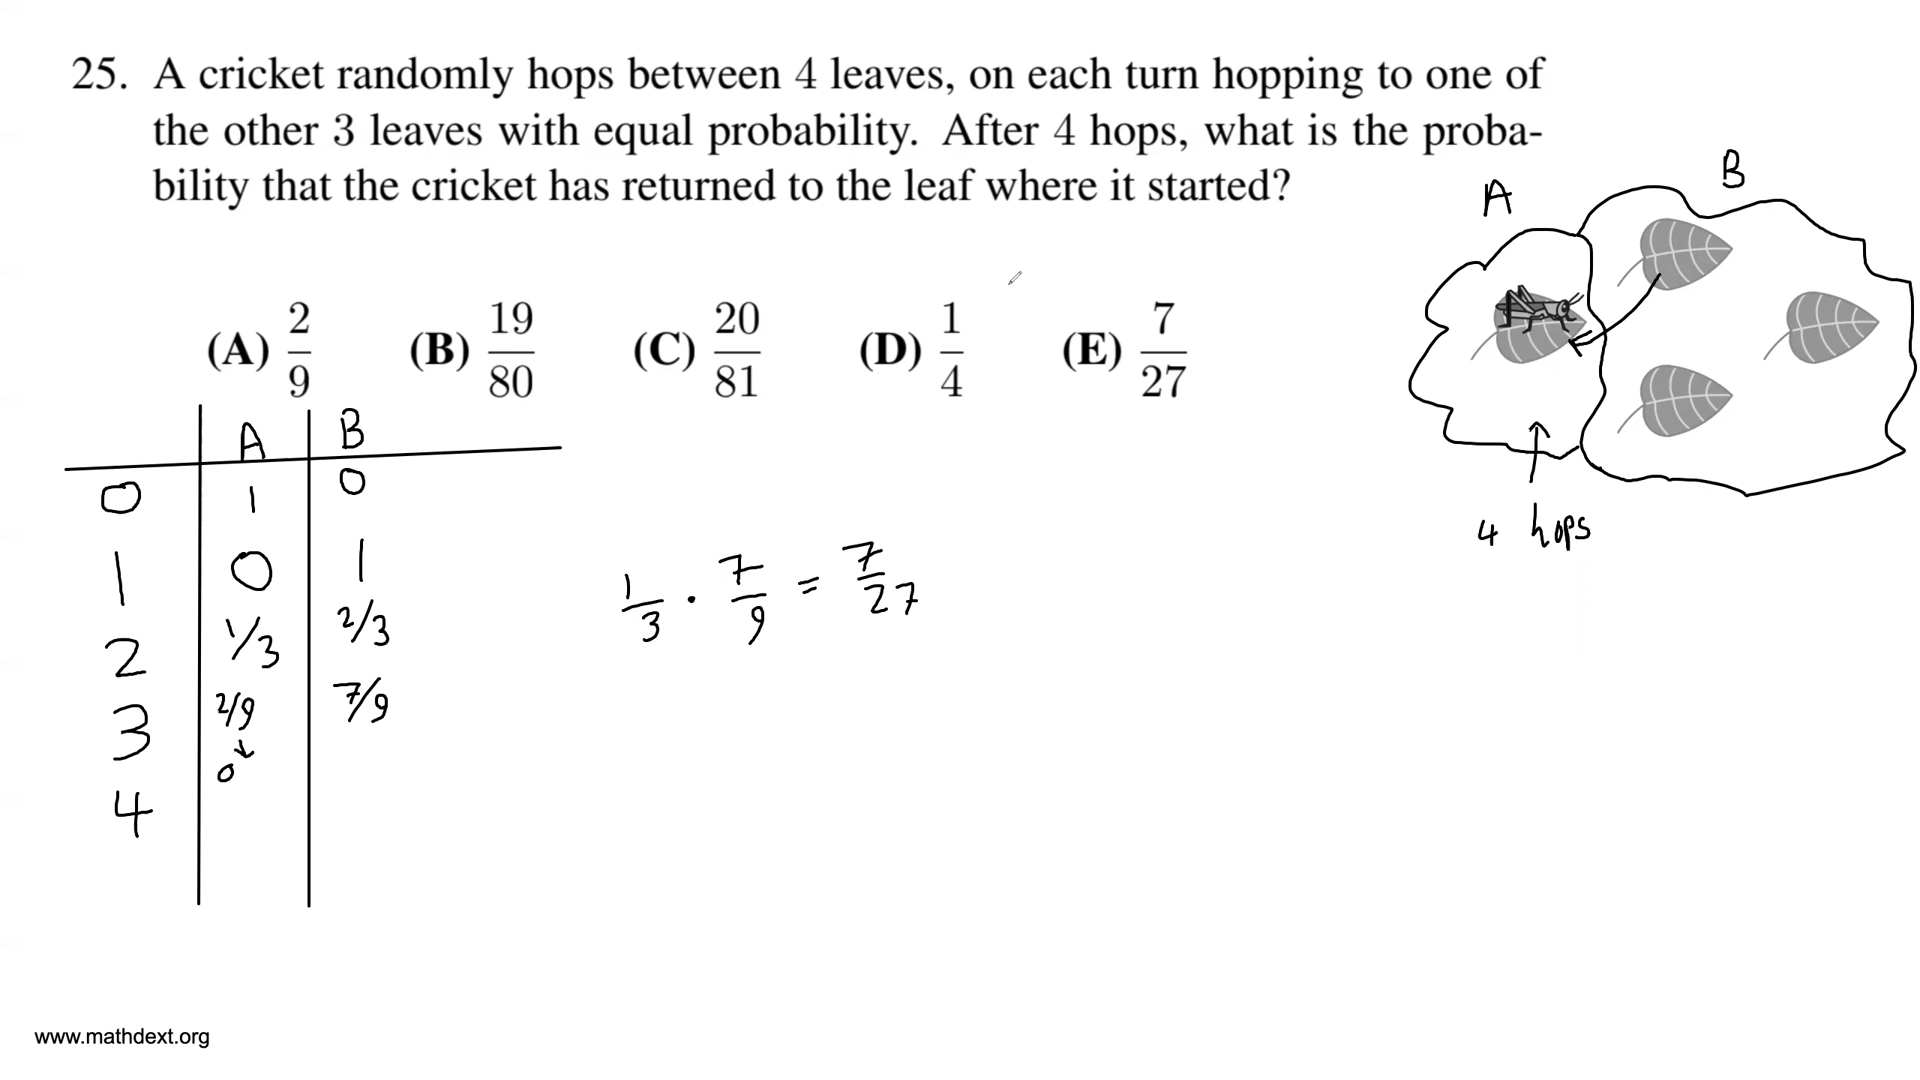 25. A cricket randomly hops between 4 leaves, on each turn hopping to one of
the other 3 leaves with equal probability. After 4 hops, what is the proba-
bility that the cricket has returned to the leaf where it started?
A B
(A) 2/9 (B) 19/80 (C) 20/81 (D) 1/4 (E) 7/27
A B
0 1 0
1 0 1
2 1/3 2/3
3 2/9 7/9
0
4
1/3 · 7/9 = 7/27
4 hops
www.mathdext.org